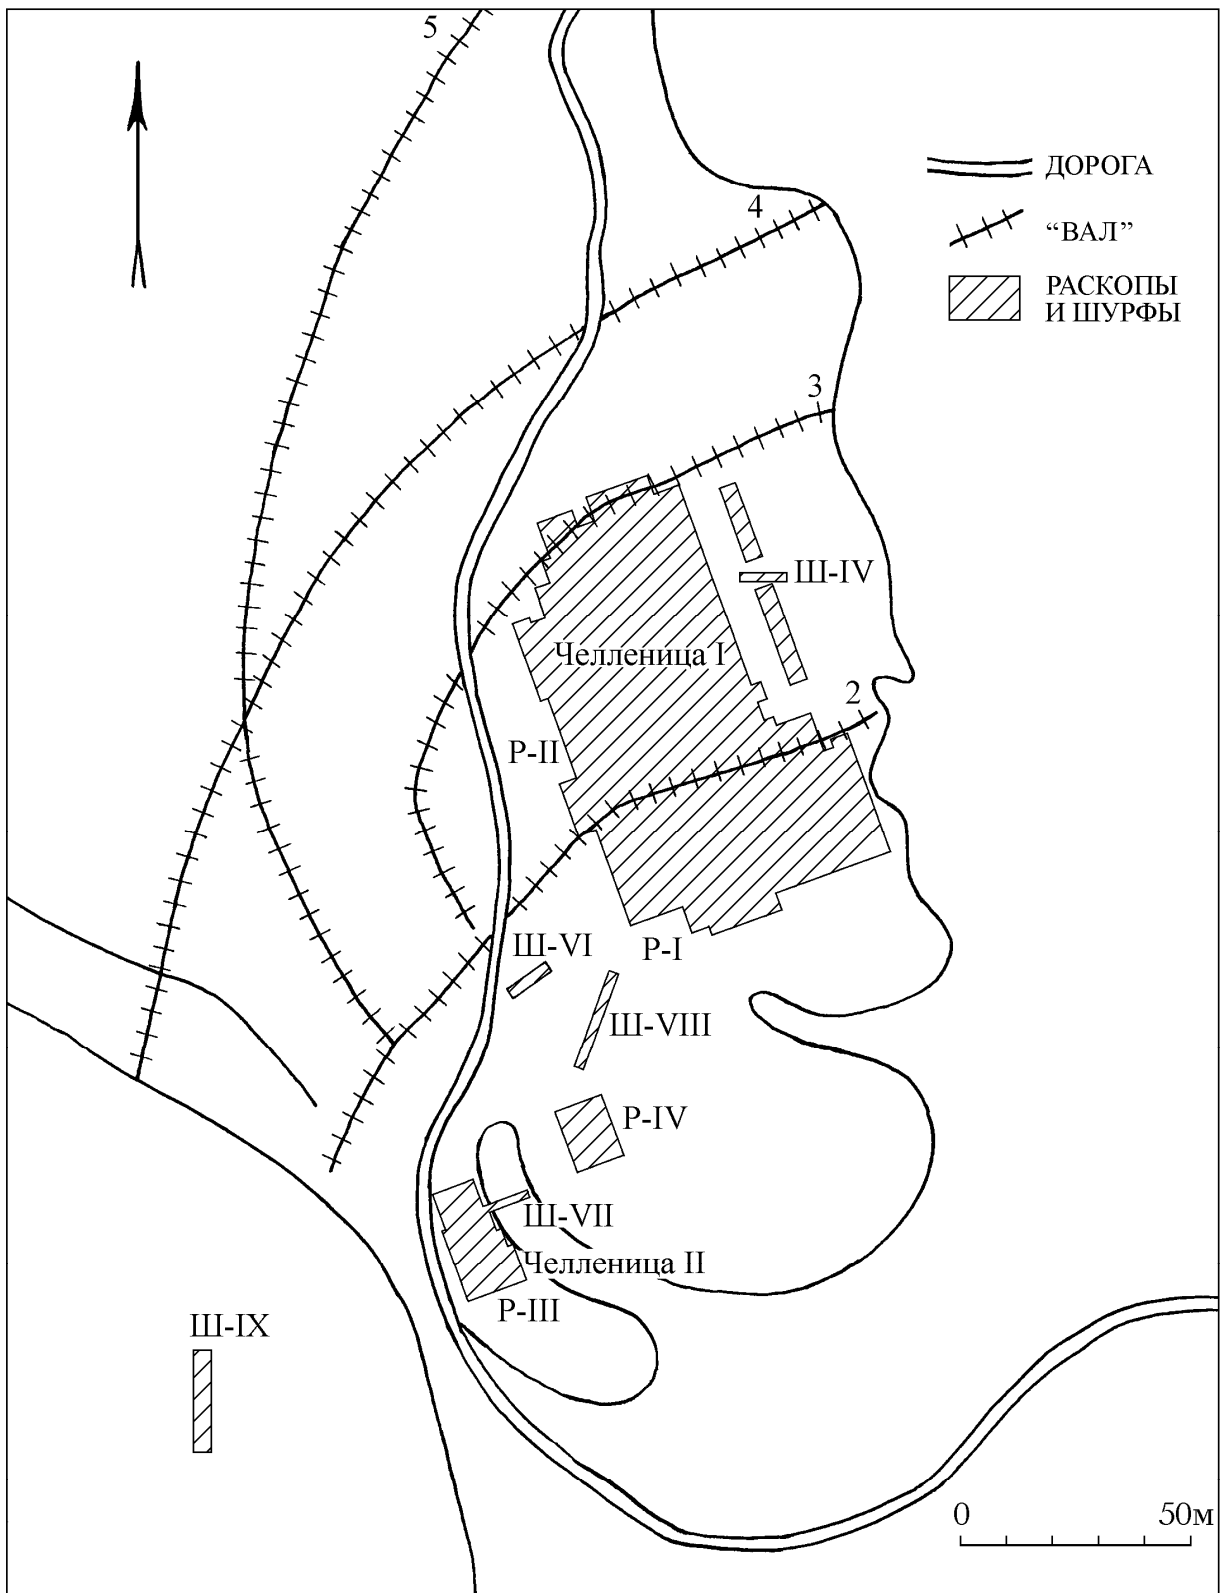 5
ДОРОГА
4
“ВАЛ”
РАСКОПЫ
И ШУРФЫ
3
Ш-IV
Челленица I
2
Р-II
Ш-VI
Р-I
Ш-VIII
Р-IV
Ш-VII
Челленица II
Р-III
Ш-IX
0 50м